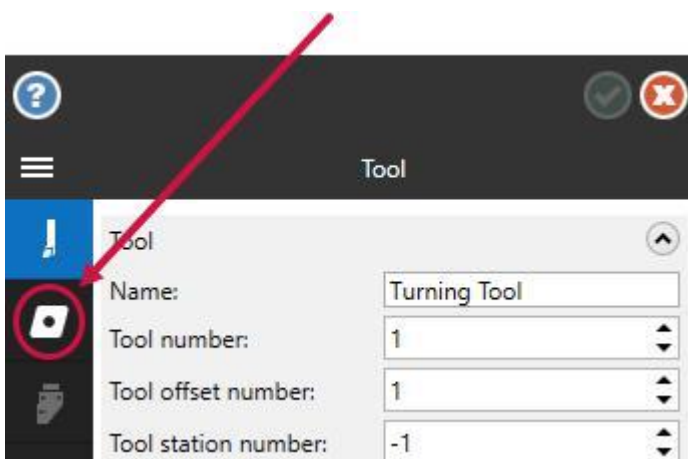 ?
Tool
Tool
Name: Turning Tool
Tool number: 1
Tool offset number: 1
Tool station number: -1